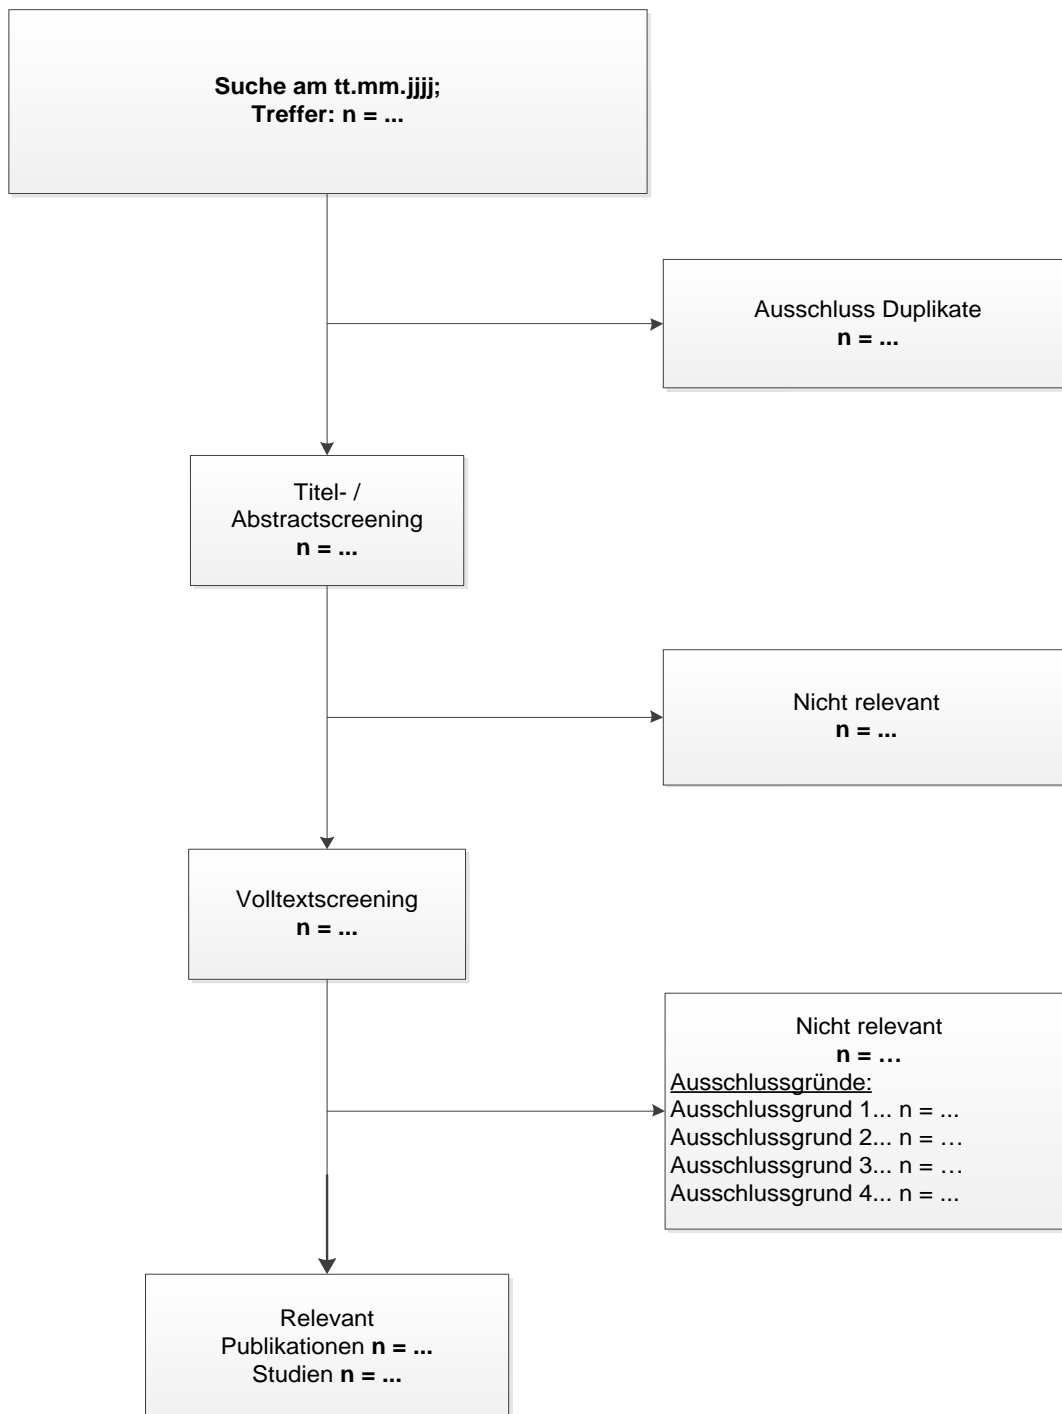 Suche am tt.mm.jjjj;
Treffer: n = ...
Ausschluss Duplikate
n = ...
Titel- /
Abstractscreening
n = ...
Nicht relevant
n = ...
Volltextscreening
n = ...
Nicht relevant
n = …
Ausschlussgründe:
Ausschlussgrund 1... n = ...
Ausschlussgrund 2... n = …
Ausschlussgrund 3... n = …
Ausschlussgrund 4... n = ...
Relevant
Publikationen n = ...
Studien n = ...